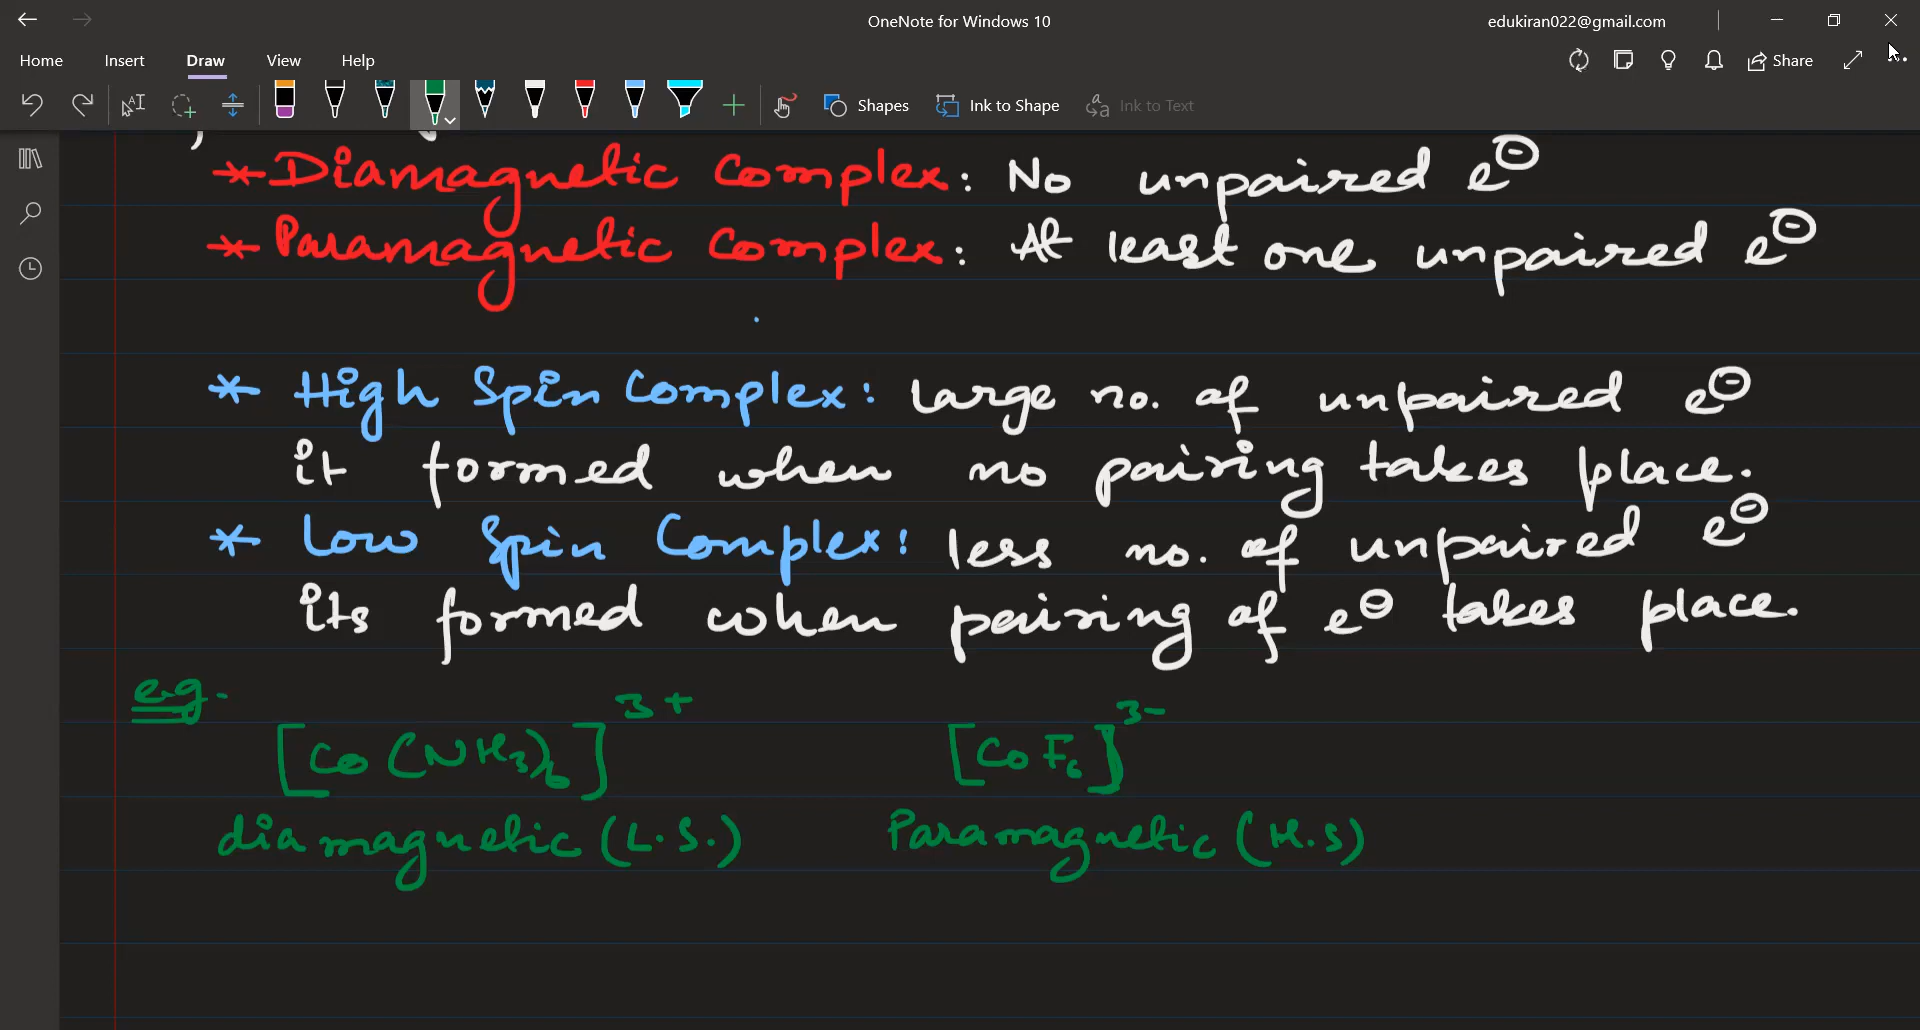 OneNote for Windows 10
edukiran022@gmail.com
Home Insert Draw View Help
Share
Shapes Ink to Shape Ink to Text
* Diamagnetic Complex : No unpaired e⊖
* Paramagnetic Complex : At least one unpaired e⊖
* High Spin Complex : large no. of unpaired e⊖
it formed when no pairing takes place.
* Low Spin Complex : less no. of unpaired e⊖
its formed when pairing of e⊖ takes place.
e.g-
[Co(NH₃)₆]³⁺ [CoF₆]³⁻
diamagnetic (L.S.) Paramagnetic (H.S)